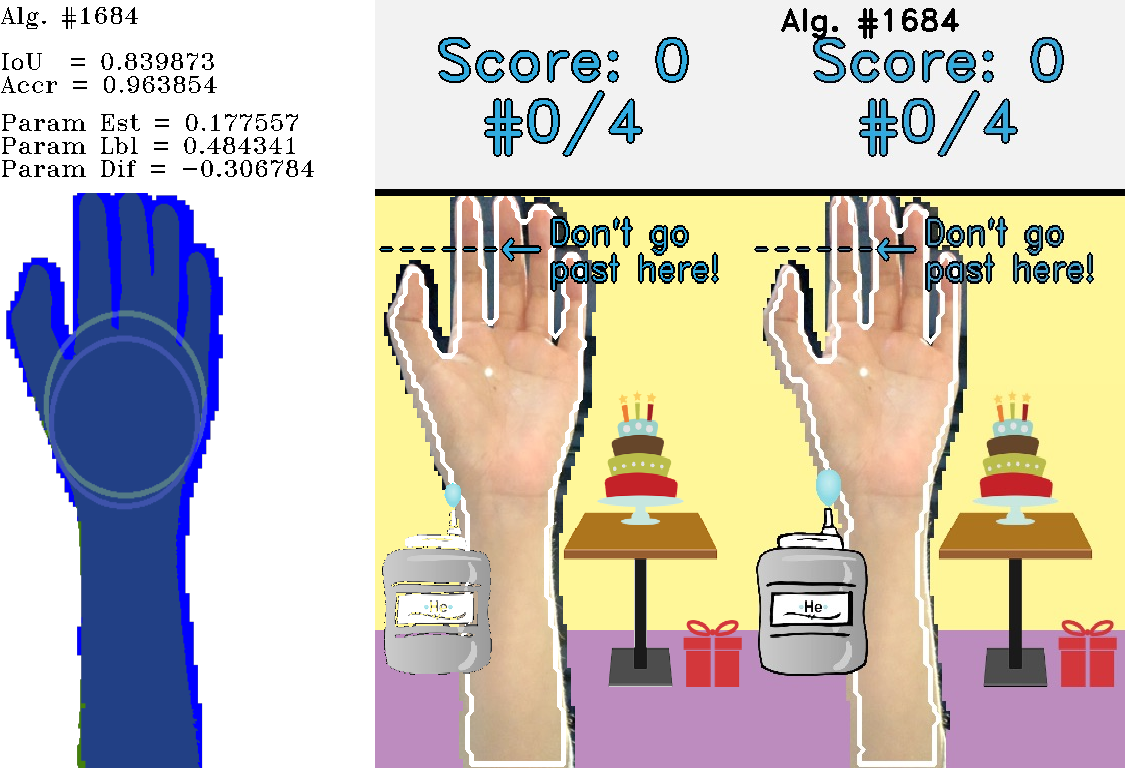 Alg. #1684
IoU = 0.839873
Accr = 0.963854
Param Est = 0.177557
Param Lbl = 0.484341
Param Dif = −0.306784
Score: 0
#0/4
Don't go
past here!
He
Alg. #1684
Score: 0
#0/4
Don't go
past here!
He